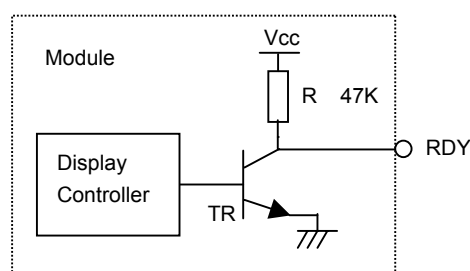 Vcc
Module
R 47K
RDY
Display
Controller
TR